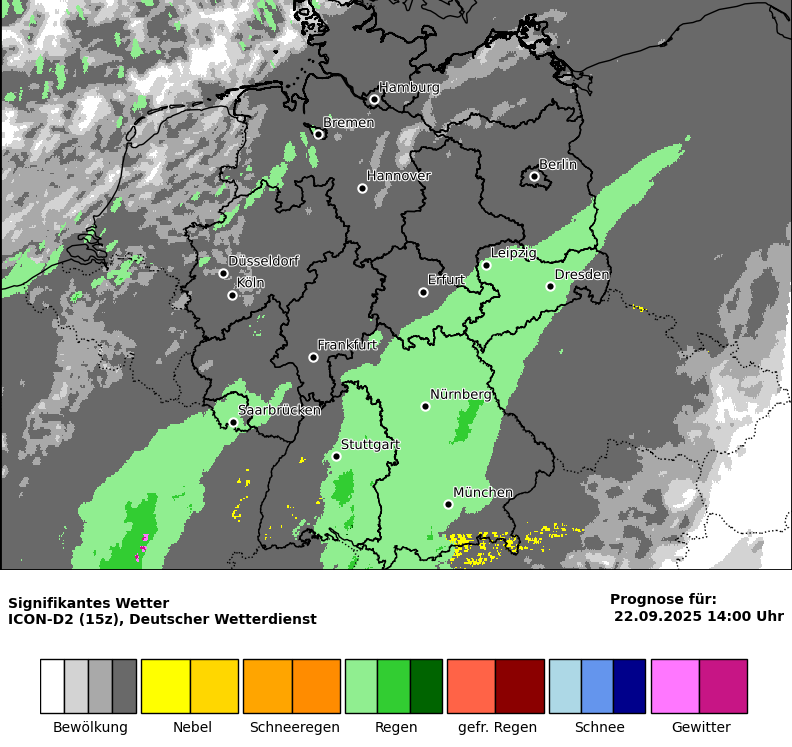 Hamburg
Bremen
Berlin
Hannover
Leipzig
Düsseldorf
Dresden
Köln
Erfurt
Frankfurt
Nürnberg
Saarbrücken
Stuttgart
München
Signifikantes Wetter
ICON-D2 (15z), Deutscher Wetterdienst
Prognose für:
22.09.2025 14:00 Uhr
Bewölkung Nebel Schneeregen Regen gefr. Regen Schnee Gewitter